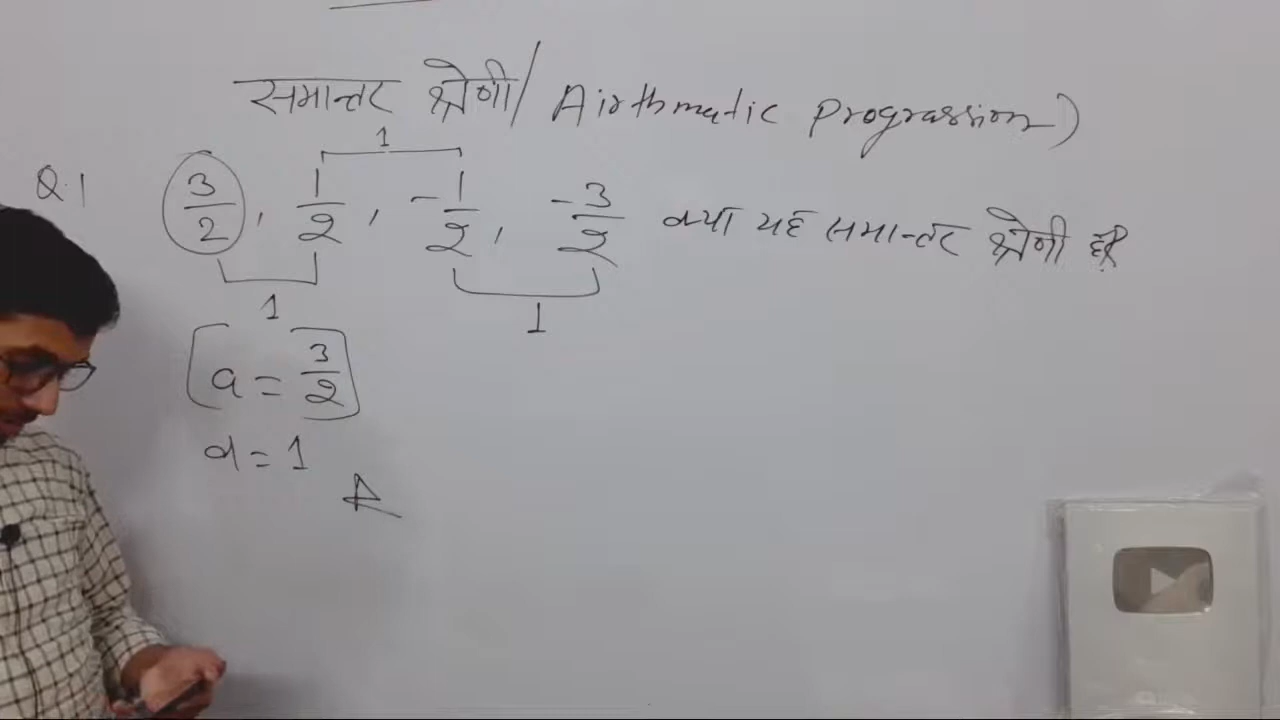 समान्तर श्रेणी/ Airthmatic Prograssion)
1
Q.1 3/2, 1/2, -1/2, -3/2 क्या यह समान्तर श्रेणी है?
1 1
a = 3/2
d = 1